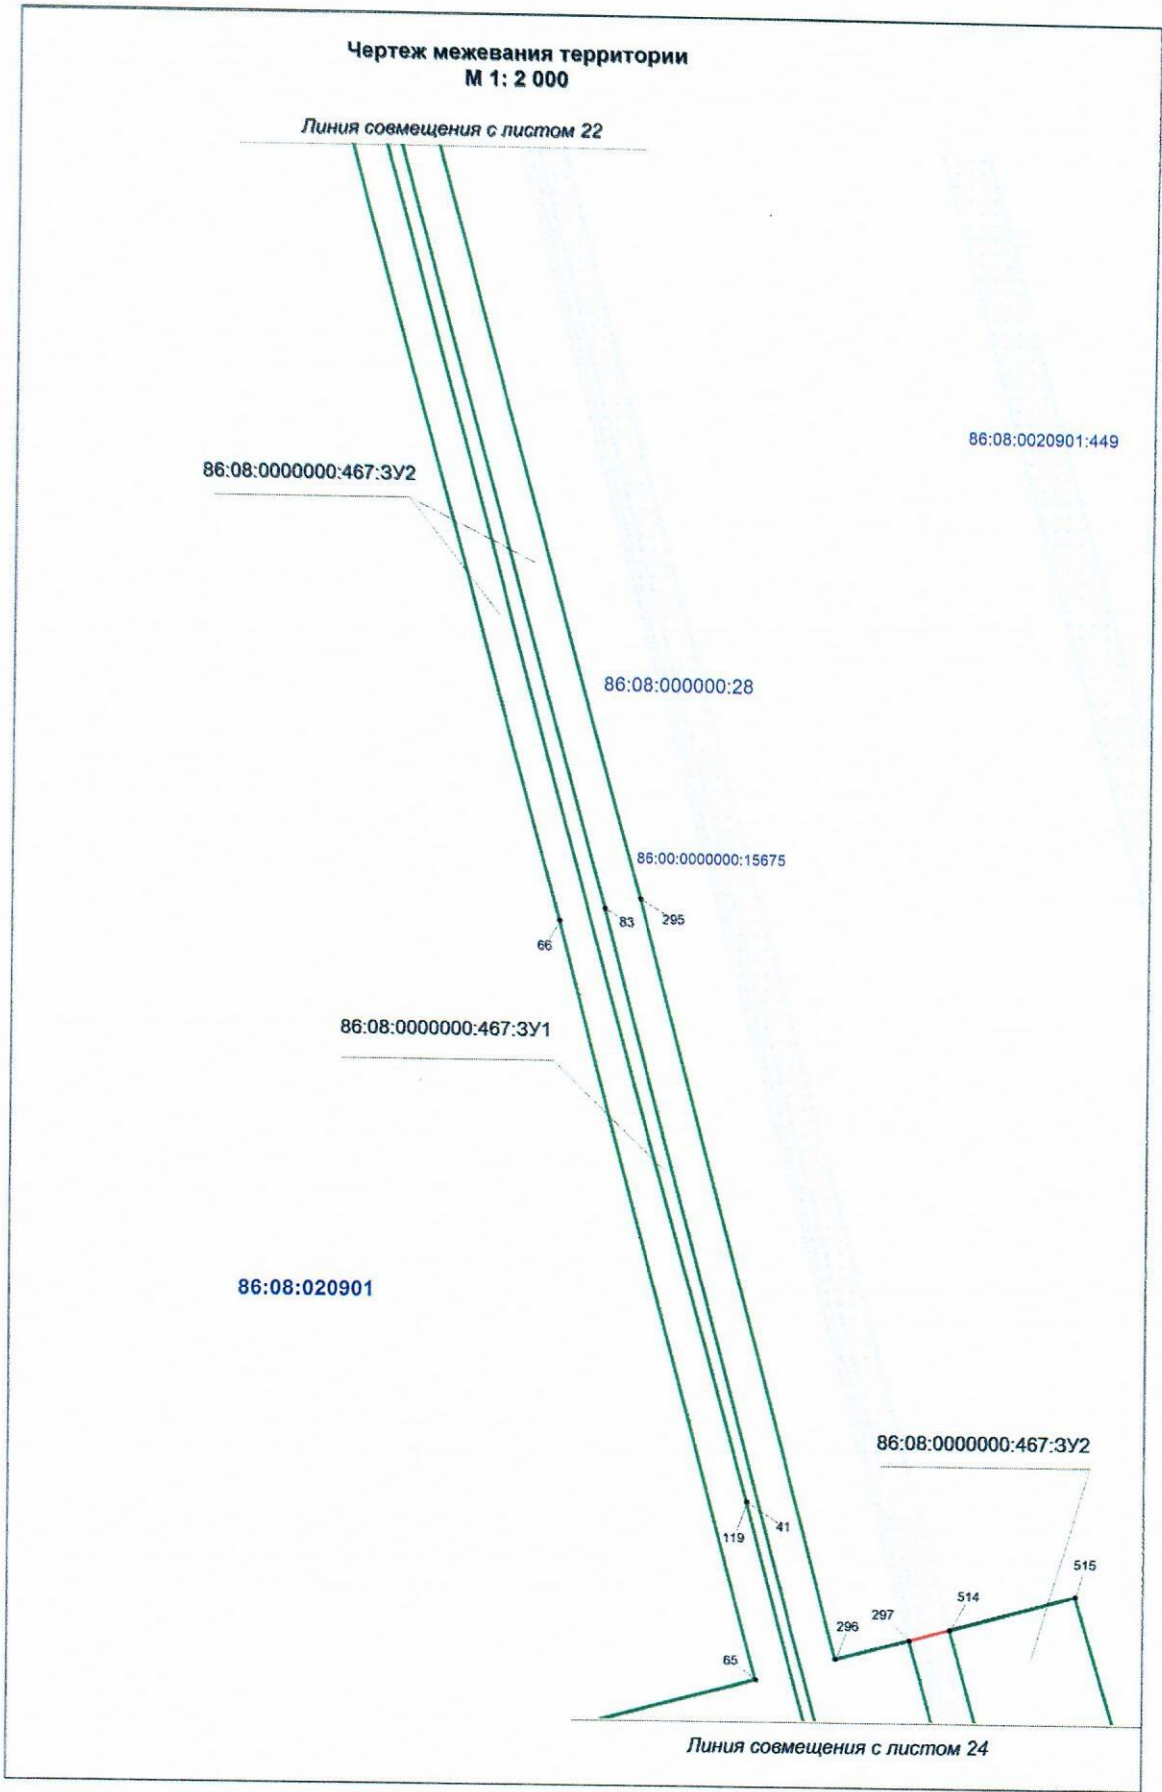 Чертеж межевания территории
М 1: 2 000
Линия совмещения с листом 22
86:08:0020901:449
86:08:0000000:467:ЗУ2
86:08:000000:28
86:00:0000000:15675
83
295
66
86:08:0000000:467:ЗУ1
86:08:020901
86:08:0000000:467:ЗУ2
119
41
515
514
297
296
65
Линия совмещения с листом 24